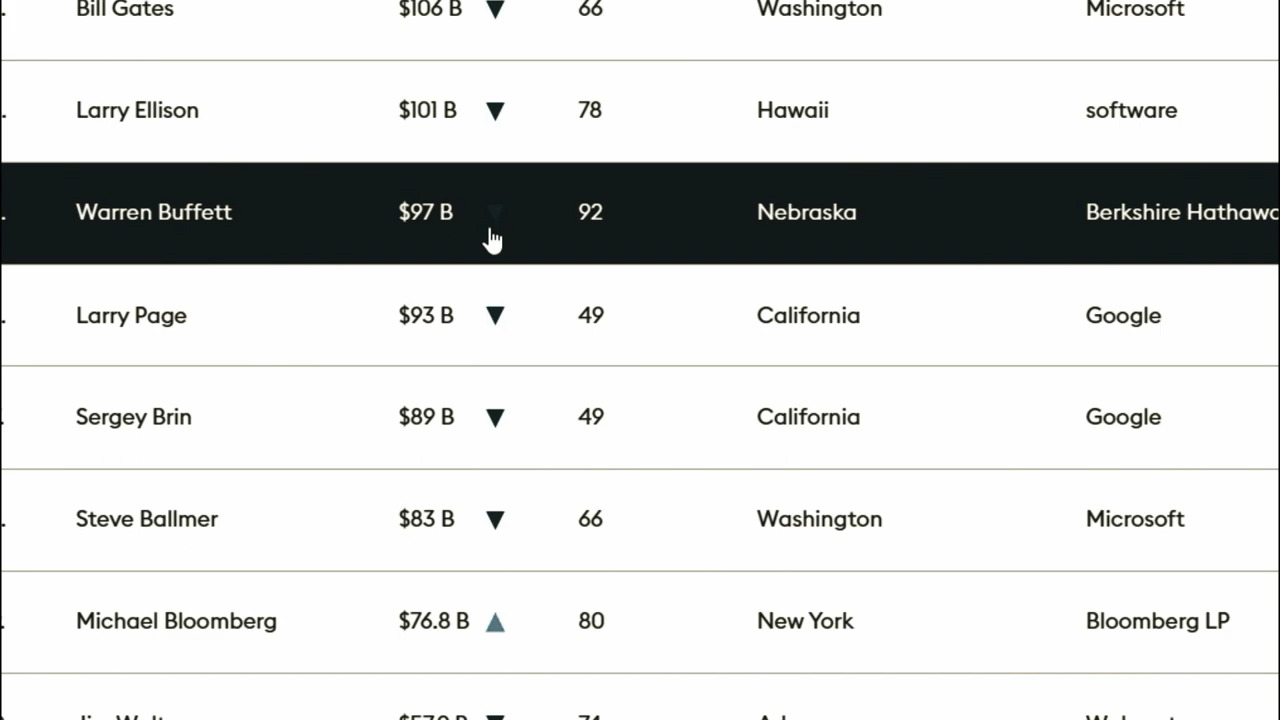 Bill Gates $106 B ▼ 66 Washington Microsoft
. Larry Ellison $101 B ▼ 78 Hawaii software
. Warren Buffett $97 B ▼ 92 Nebraska Berkshire Hathawa
. Larry Page $93 B ▼ 49 California Google
. Sergey Brin $89 B ▼ 49 California Google
. Steve Ballmer $83 B ▼ 66 Washington Microsoft
. Michael Bloomberg $76.8 B ▲ 80 New York Bloomberg LP